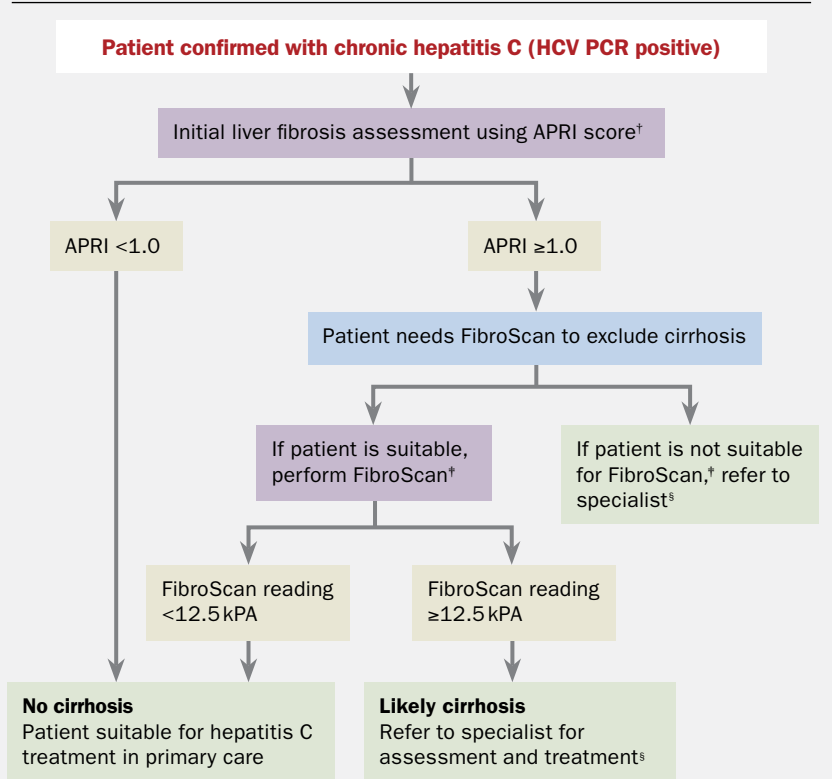 Patient confirmed with chronic hepatitis C (HCV PCR positive)
Initial liver fibrosis assessment using APRI score†
APRI <1.0
APRI ≥1.0
Patient needs FibroScan to exclude cirrhosis
If patient is suitable,
perform FibroScan‡
If patient is not suitable
for FibroScan,‡ refer to
specialist§
FibroScan reading
<12.5 kPA
FibroScan reading
≥12.5 kPA
No cirrhosis
Patient suitable for hepatitis C
treatment in primary care
Likely cirrhosis
Refer to specialist for
assessment and treatment§